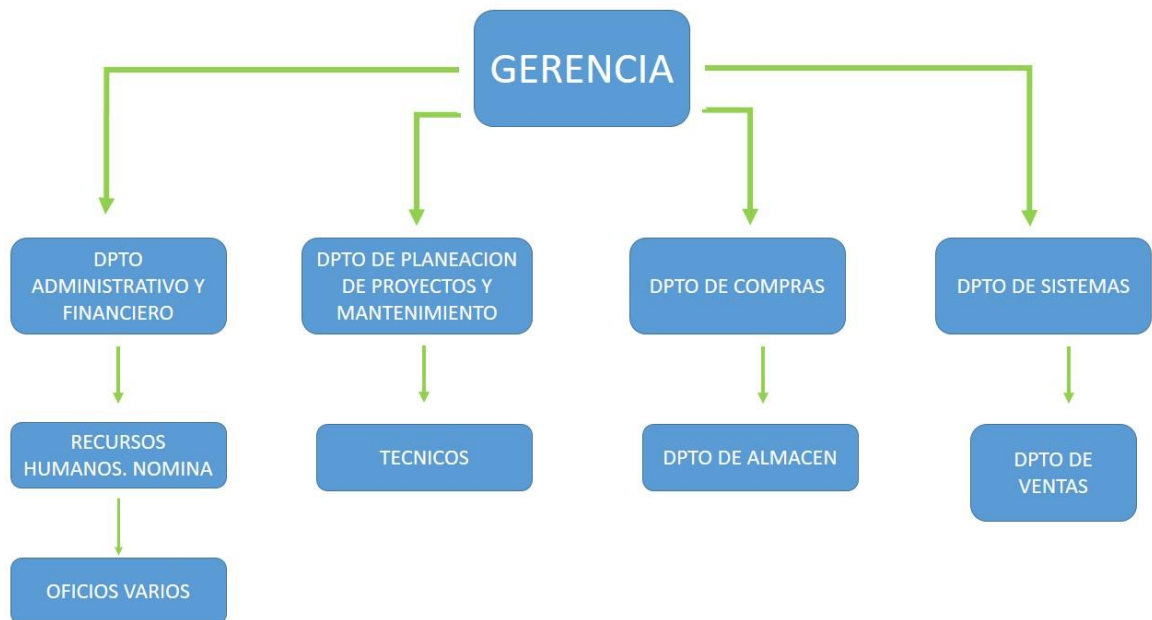 GERENCIA
DPTO
ADMINISTRATIVO Y
FINANCIERO
DPTO DE PLANEACION
DE PROYECTOS Y
MANTENIMIENTO
DPTO DE COMPRAS
DPTO DE SISTEMAS
RECURSOS
HUMANOS. NOMINA
TECNICOS
DPTO DE ALMACEN
DPTO DE
VENTAS
OFICIOS VARIOS